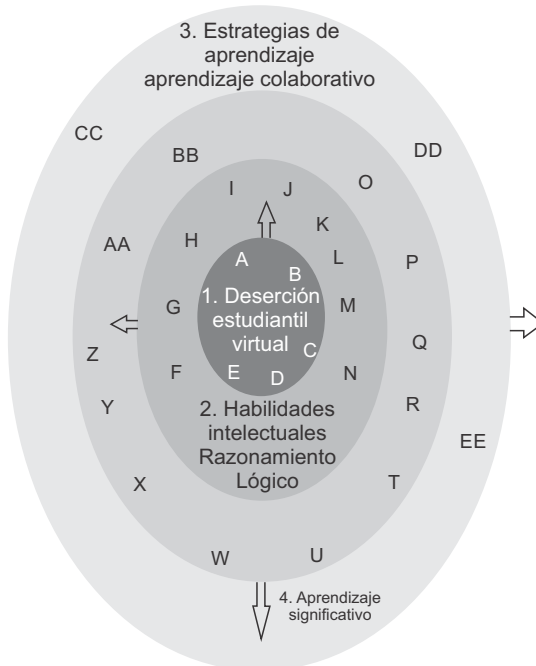 3. Estrategias de
aprendizaje
aprendizaje colaborativo
CC
DD
BB
O
I
J
K
AA
H
L
P
A
B
1. Deserción
estudiantil
virtual
G
M
Q
Z
C
F
E
D
N
Y
R
2. Habilidades
intelectuales
Razonamiento
Lógico
EE
X
T
W
U
4. Aprendizaje
significativo